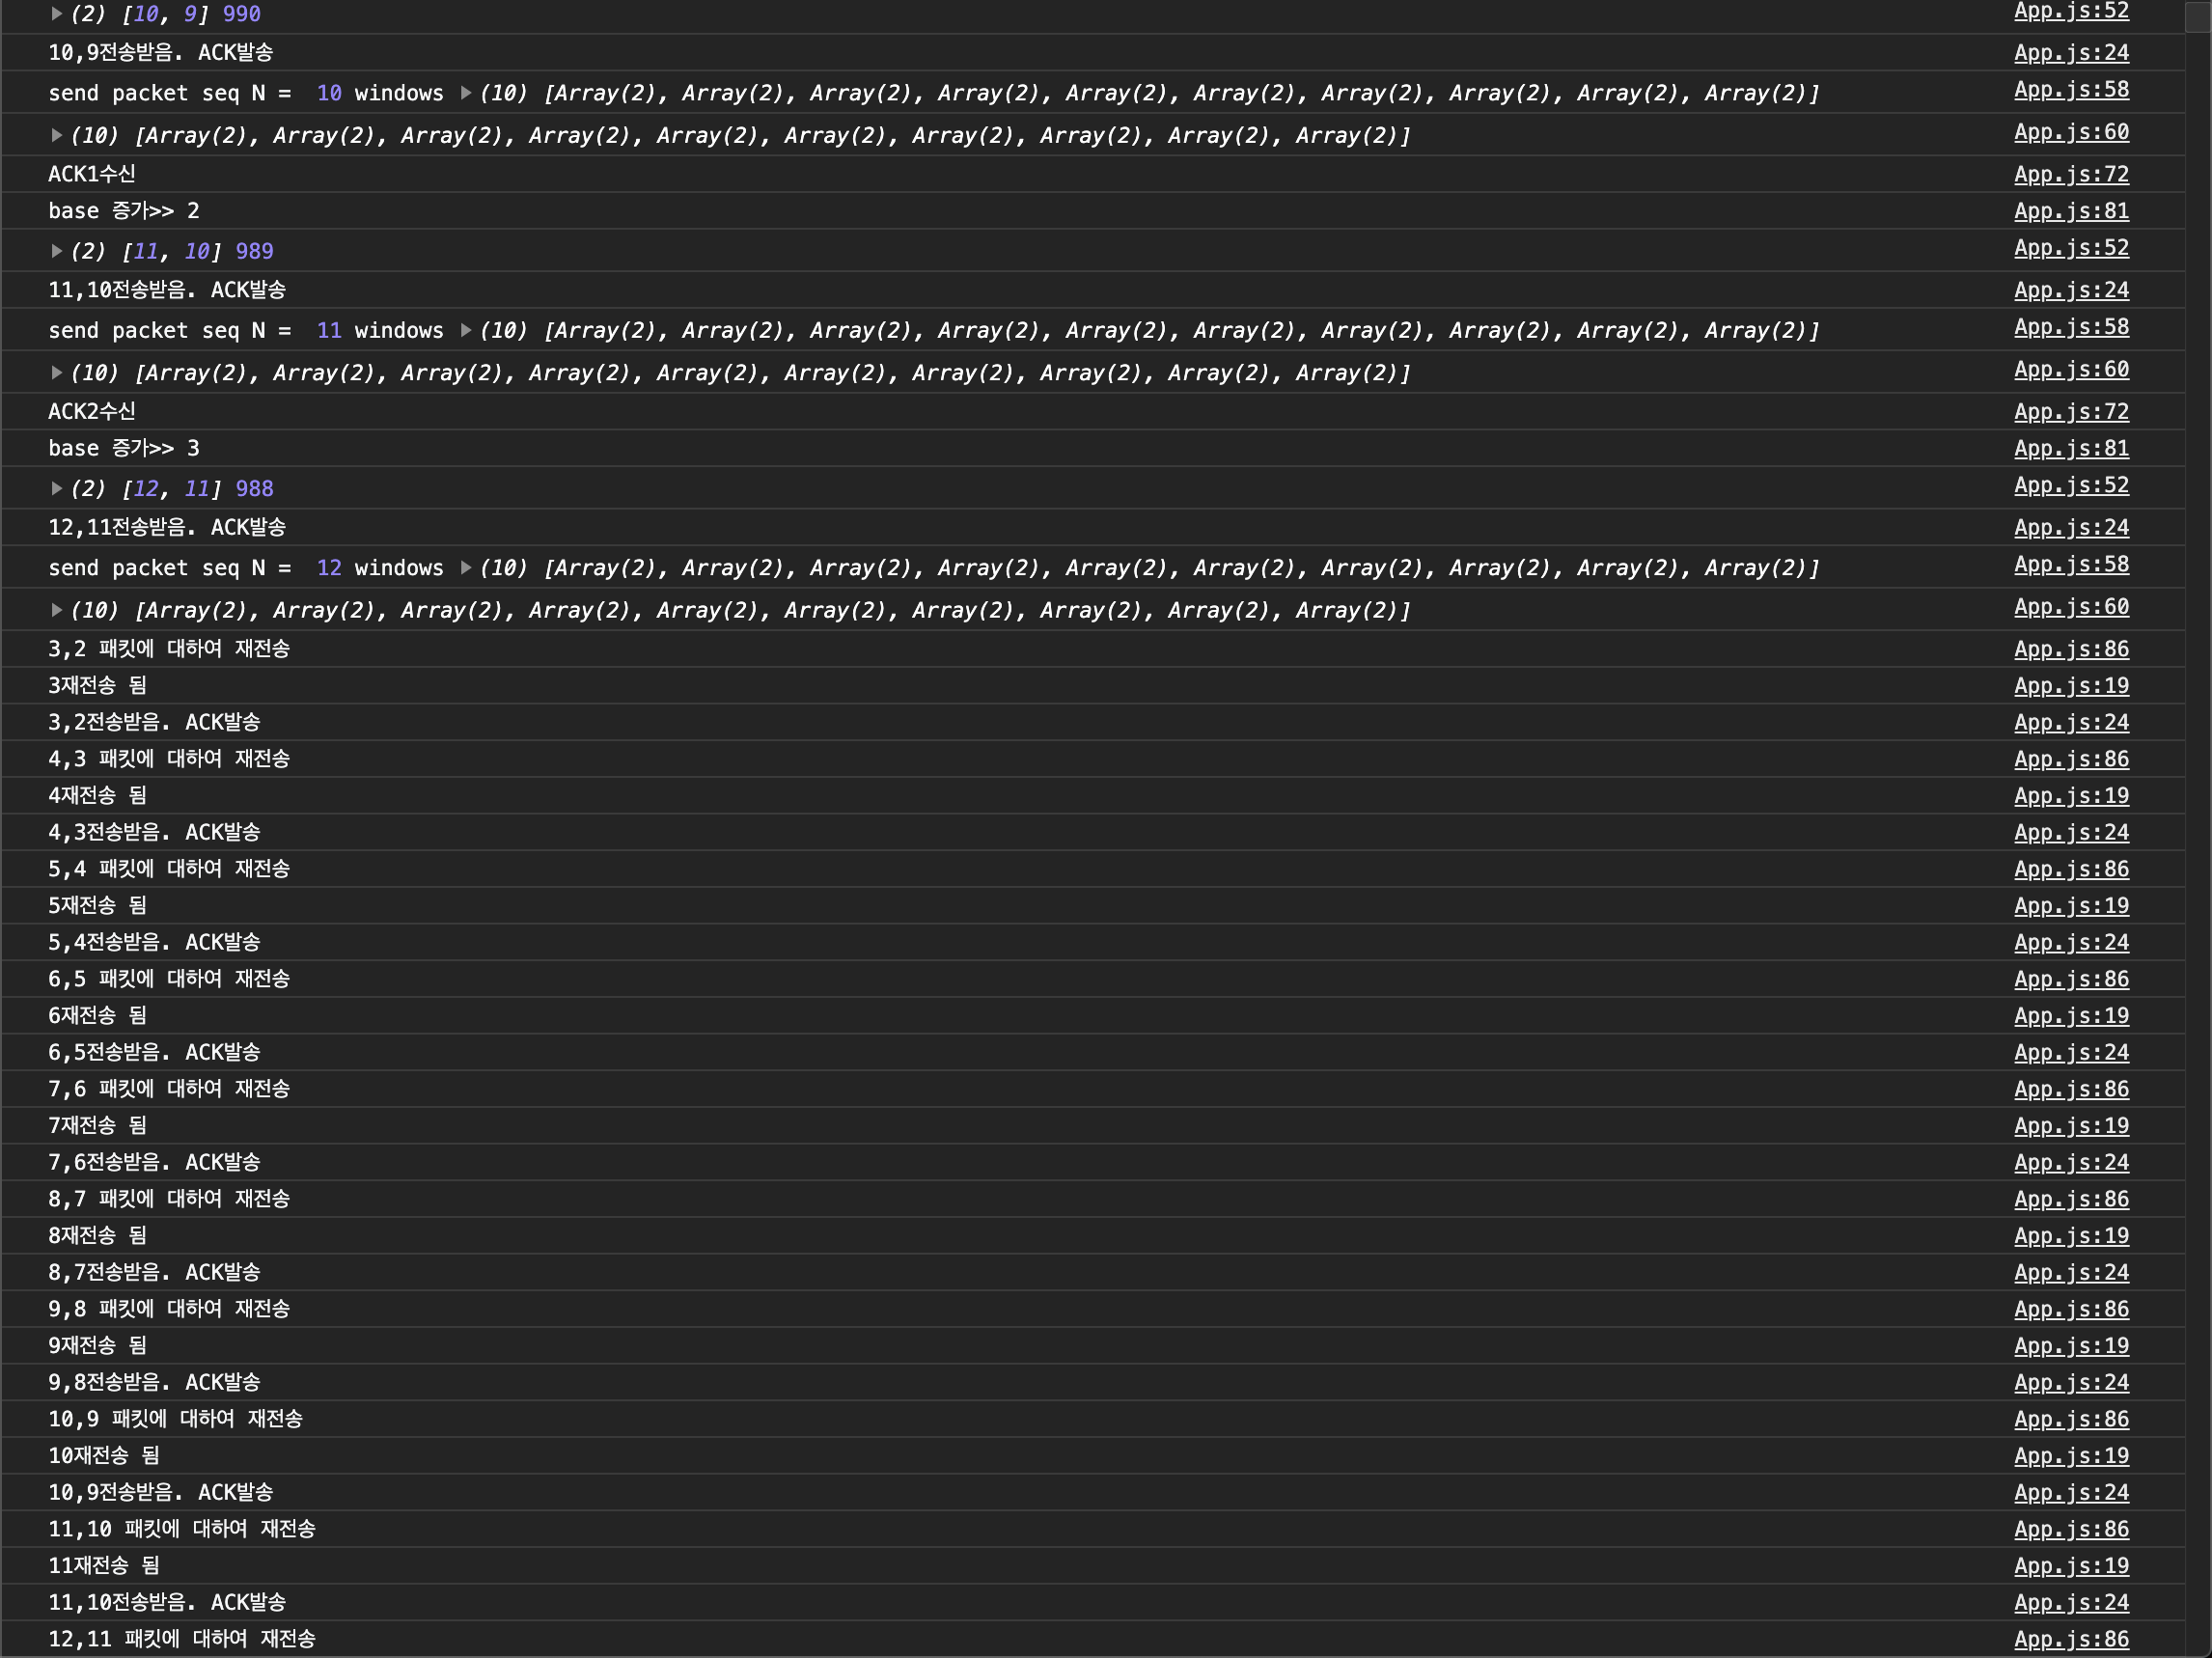 ▶(2) [10, 9] 990 App.js:52
10,9전송받음. ACK발송 App.js:24
send packet seq N =  10 windows ▶(10) [Array(2), Array(2), Array(2), Array(2), Array(2), Array(2), Array(2), Array(2), Array(2), Array(2)] App.js:58
▶(10) [Array(2), Array(2), Array(2), Array(2), Array(2), Array(2), Array(2), Array(2), Array(2), Array(2)] App.js:60
ACK1수신 App.js:72
base 증가>> 2 App.js:81
▶(2) [11, 10] 989 App.js:52
11,10전송받음. ACK발송 App.js:24
send packet seq N =  11 windows ▶(10) [Array(2), Array(2), Array(2), Array(2), Array(2), Array(2), Array(2), Array(2), Array(2), Array(2)] App.js:58
▶(10) [Array(2), Array(2), Array(2), Array(2), Array(2), Array(2), Array(2), Array(2), Array(2), Array(2)] App.js:60
ACK2수신 App.js:72
base 증가>> 3 App.js:81
▶(2) [12, 11] 988 App.js:52
12,11전송받음. ACK발송 App.js:24
send packet seq N =  12 windows ▶(10) [Array(2), Array(2), Array(2), Array(2), Array(2), Array(2), Array(2), Array(2), Array(2), Array(2)] App.js:58
▶(10) [Array(2), Array(2), Array(2), Array(2), Array(2), Array(2), Array(2), Array(2), Array(2), Array(2)] App.js:60
3,2 패킷에 대하여 재전송 App.js:86
3재전송 됨 App.js:19
3,2전송받음. ACK발송 App.js:24
4,3 패킷에 대하여 재전송 App.js:86
4재전송 됨 App.js:19
4,3전송받음. ACK발송 App.js:24
5,4 패킷에 대하여 재전송 App.js:86
5재전송 됨 App.js:19
5,4전송받음. ACK발송 App.js:24
6,5 패킷에 대하여 재전송 App.js:86
6재전송 됨 App.js:19
6,5전송받음. ACK발송 App.js:24
7,6 패킷에 대하여 재전송 App.js:86
7재전송 됨 App.js:19
7,6전송받음. ACK발송 App.js:24
8,7 패킷에 대하여 재전송 App.js:86
8재전송 됨 App.js:19
8,7전송받음. ACK발송 App.js:24
9,8 패킷에 대하여 재전송 App.js:86
9재전송 됨 App.js:19
9,8전송받음. ACK발송 App.js:24
10,9 패킷에 대하여 재전송 App.js:86
10재전송 됨 App.js:19
10,9전송받음. ACK발송 App.js:24
11,10 패킷에 대하여 재전송 App.js:86
11재전송 됨 App.js:19
11,10전송받음. ACK발송 App.js:24
12,11 패킷에 대하여 재전송 App.js:86